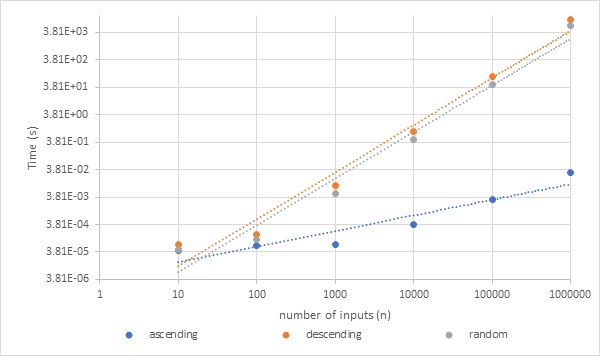 3.81E+03
3.81E+02
3.81E+01
3.81E+00
3.81E-01
3.81E-02
3.81E-03
3.81E-04
3.81E-05
3.81E-06
Time (s)
1 10 100 1000 10000 100000 1000000
number of inputs (n)
ascending descending random